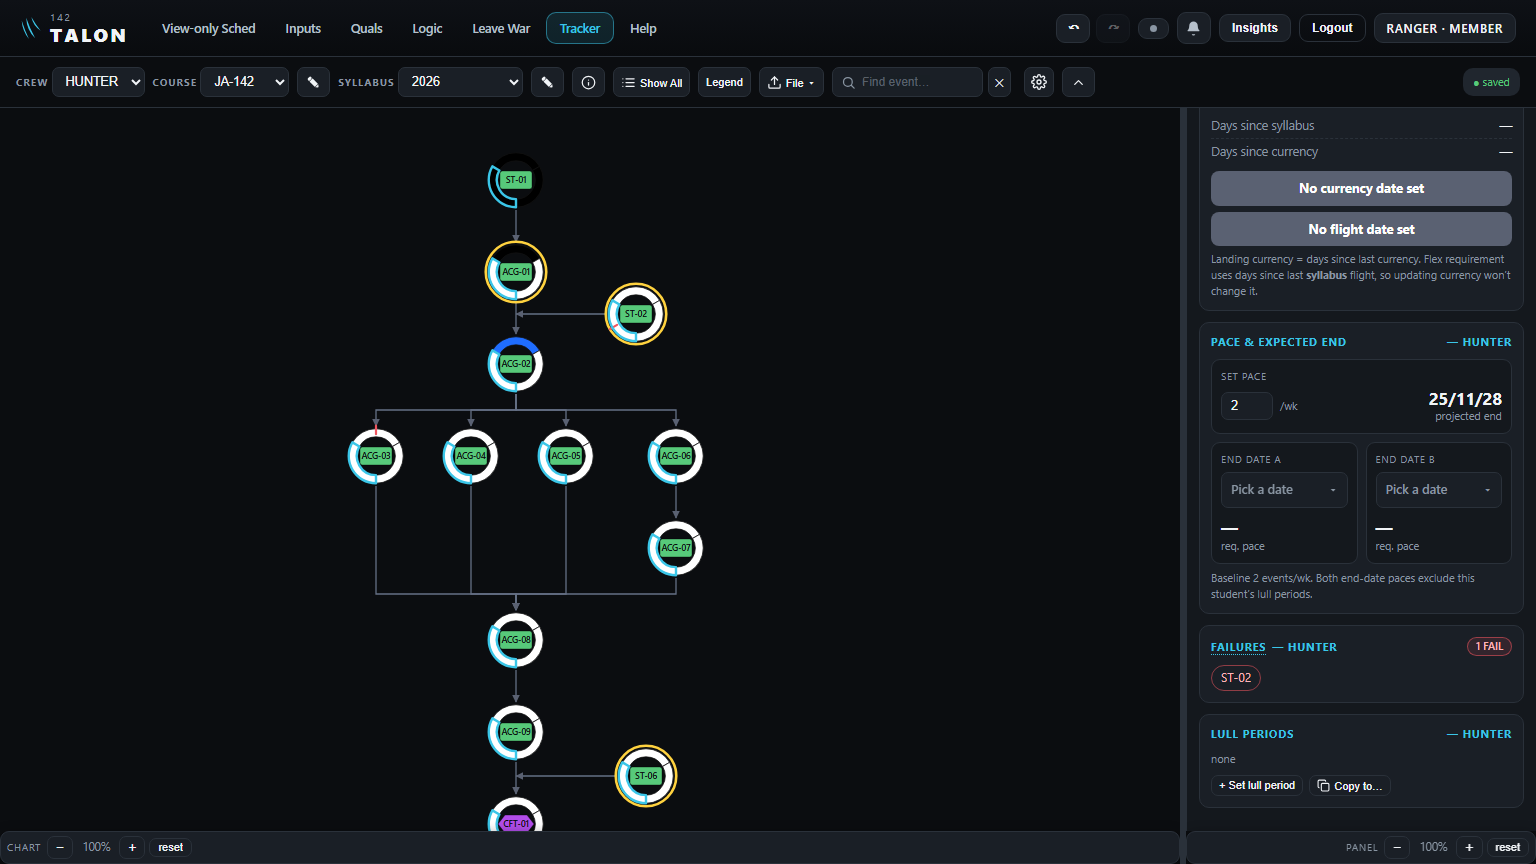 142
TALON
View-only Sched
Inputs
Quals
Logic
Leave War
Tracker
Help
Insights
Logout
RANGER · MEMBER
CREW
HUNTER
COURSE
JA-142
SYLLABUS
2026
Show All
Legend
File
Find event...
saved
ST-01
ACG-01
ST-02
ACG-02
ACG-03
ACG-04
ACG-05
ACG-06
ACG-07
ACG-08
ACG-09
ST-06
CFT-01
Days since syllabus —
Days since currency —
No currency date set
No flight date set
Landing currency = days since last currency. Flex requirement
uses days since last syllabus flight, so updating currency won't
change it.
PACE & EXPECTED END — HUNTER
SET PACE
2 /wk
25/11/28
projected end
END DATE A
Pick a date
—
req. pace
END DATE B
Pick a date
—
req. pace
Baseline 2 events/wk. Both end-date paces exclude this
student's lull periods.
FAILURES — HUNTER
1 FAIL
ST-02
LULL PERIODS — HUNTER
none
+ Set lull period
Copy to...
CHART − 100% + reset
PANEL − 100% + reset